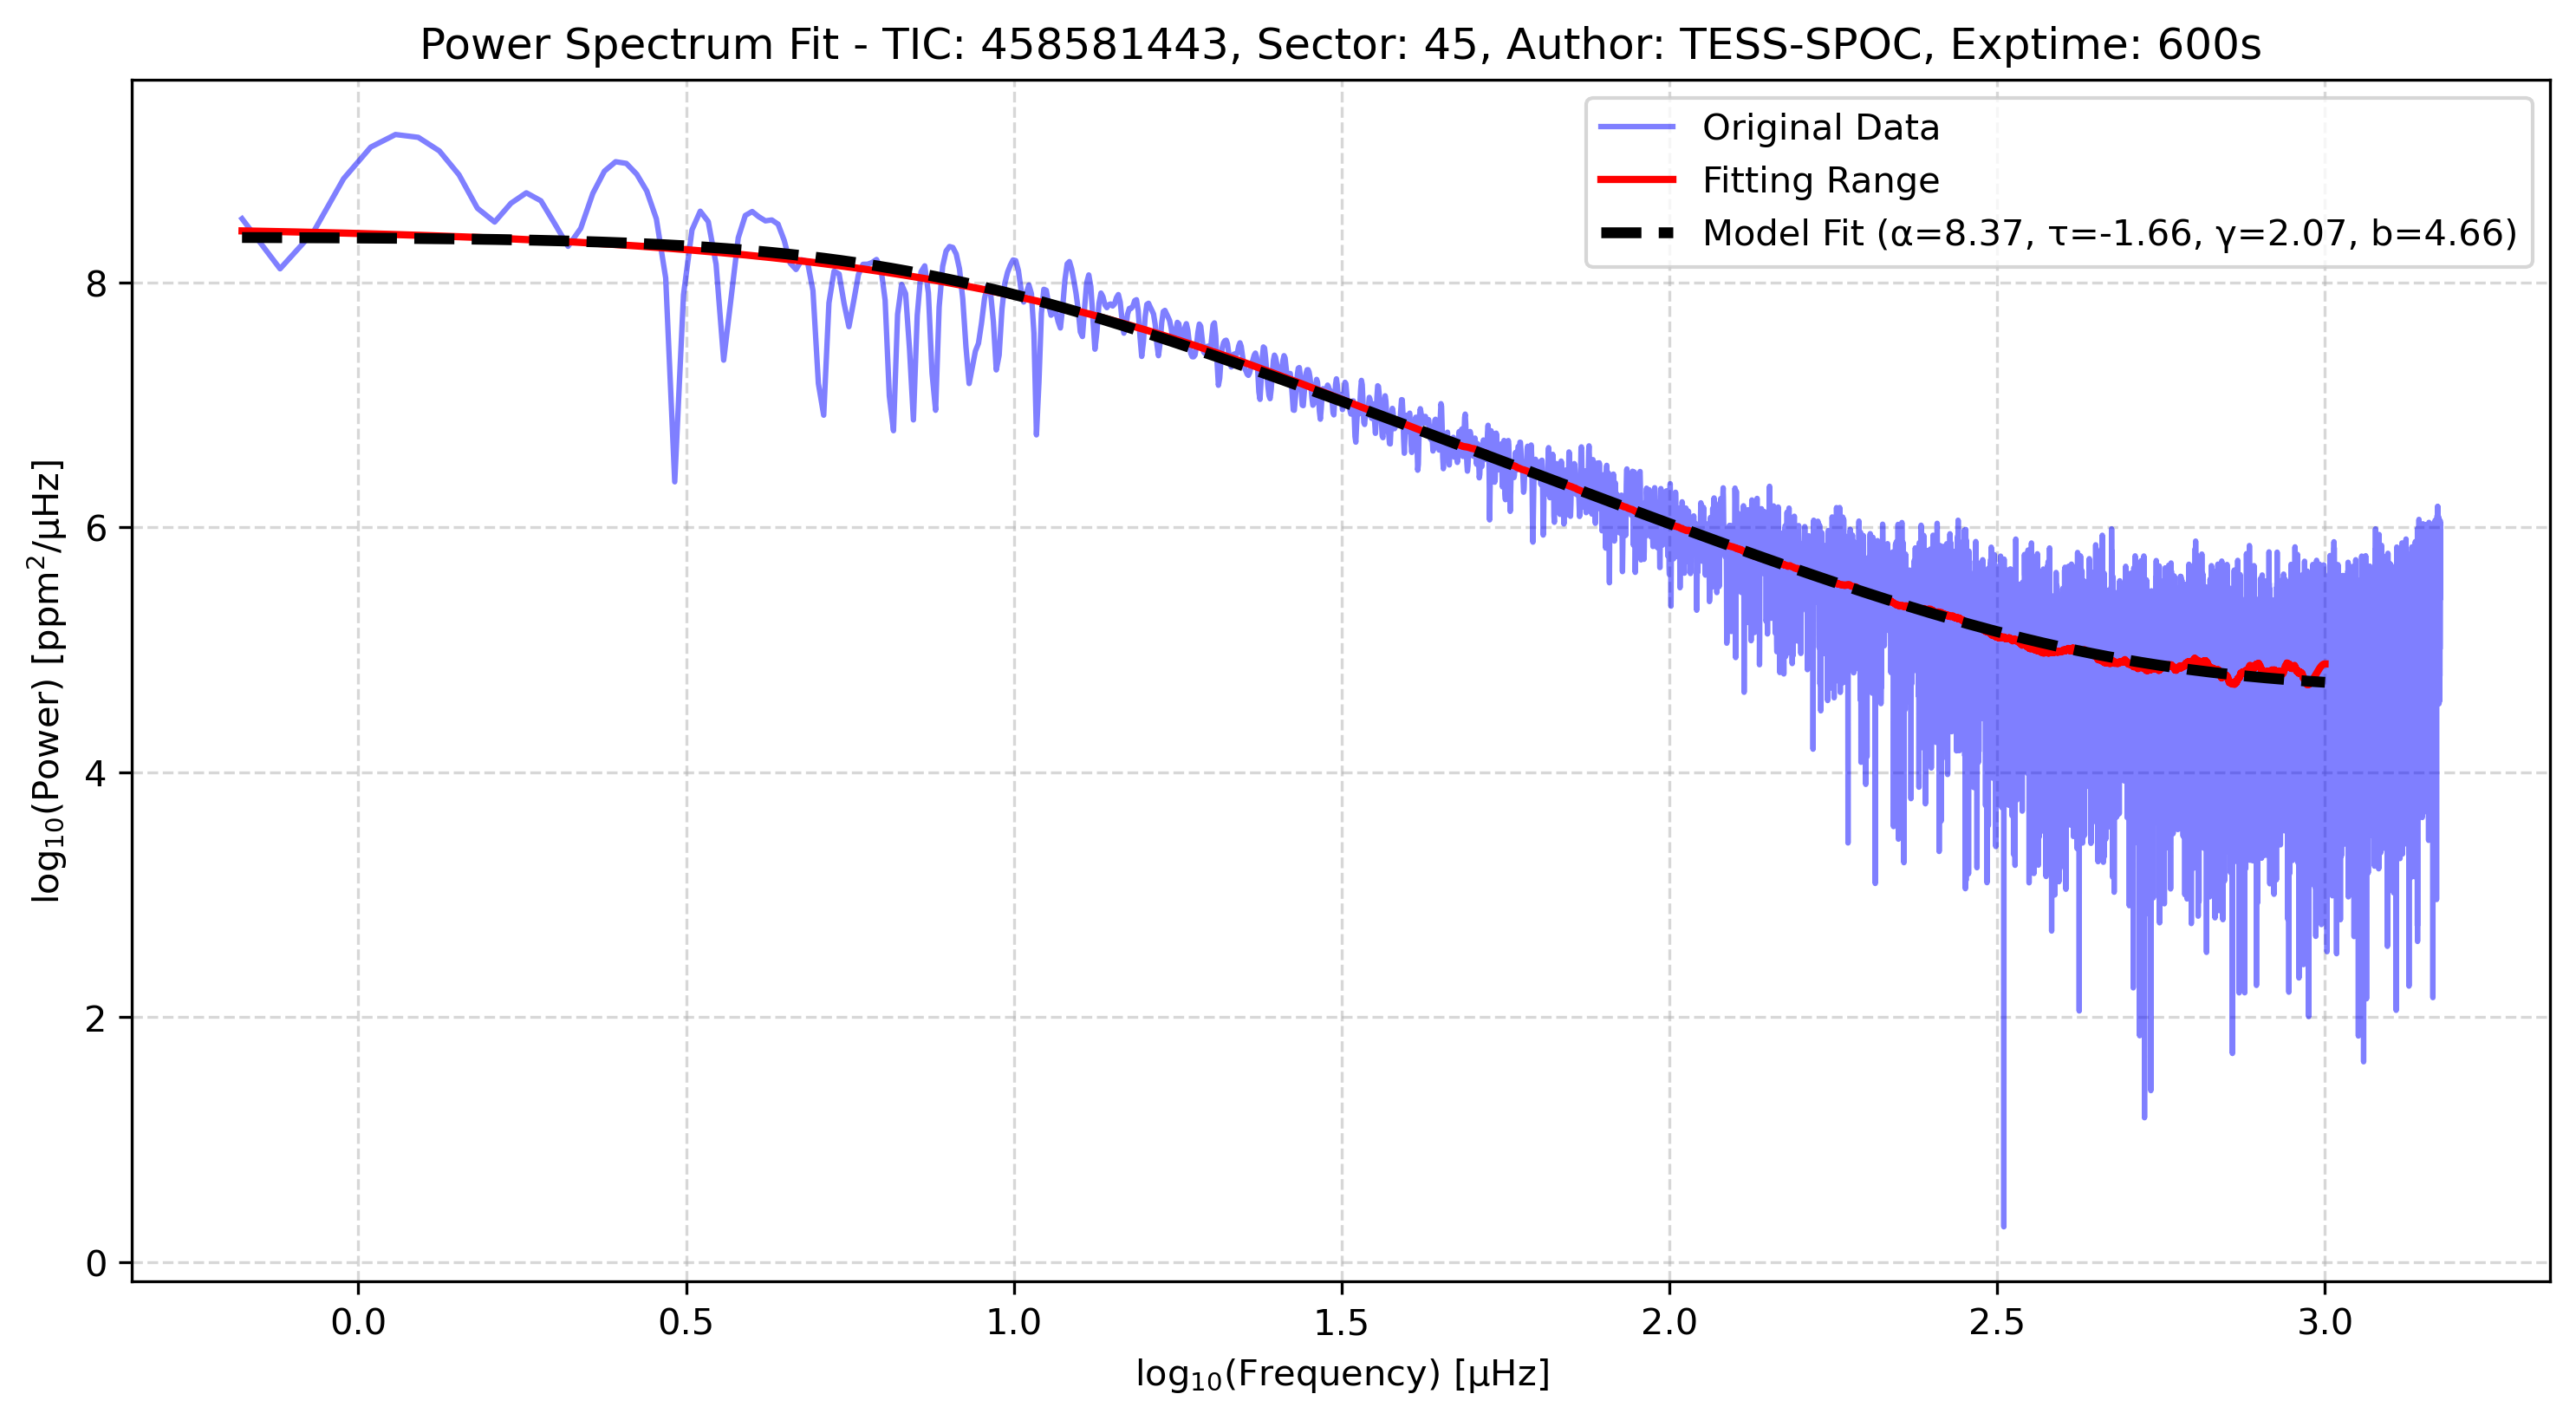 Power Spectrum Fit - TIC: 458581443, Sector: 45, Author: TESS-SPOC, Exptime: 600s
Original Data
Fitting Range
Model Fit (α=8.37, τ=-1.66, γ=2.07, b=4.66)
log₁₀(Power) [ppm²/μHz]
8
6
4
2
0
0.0 0.5 1.0 1.5 2.0 2.5 3.0
log₁₀(Frequency) [μHz]